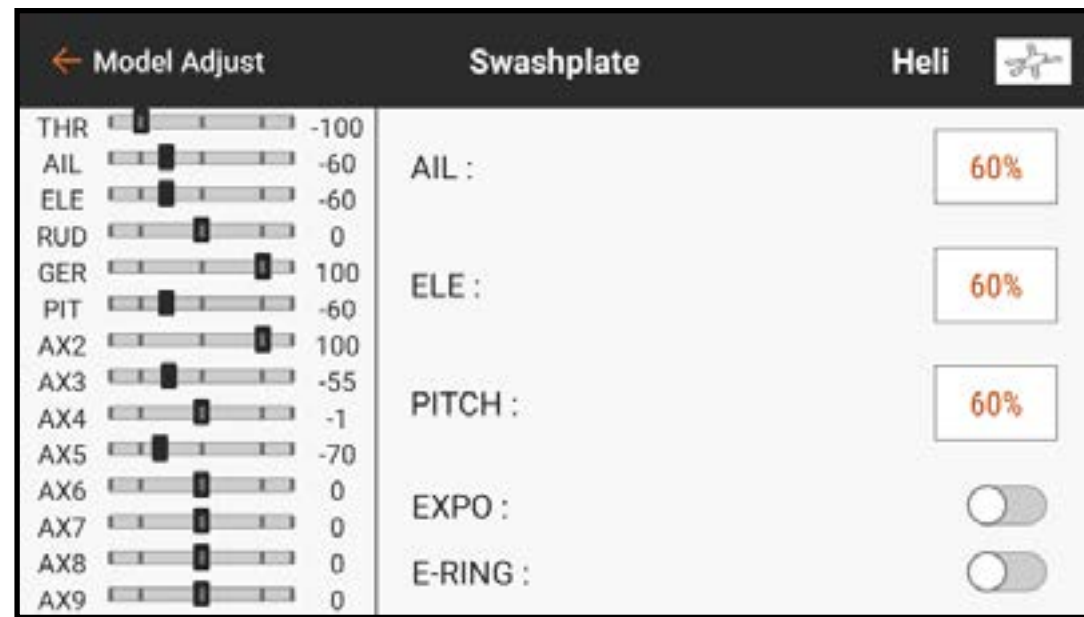 Model Adjust
Swashplate
Heli
THR -100
AIL -60
ELE -60
RUD 0
GER 100
PIT -60
AX2 100
AX3 -55
AX4 -1
AX5 -70
AX6 0
AX7 0
AX8 0
AX9 0
AIL : 60%
ELE : 60%
PITCH : 60%
EXPO :
E-RING :